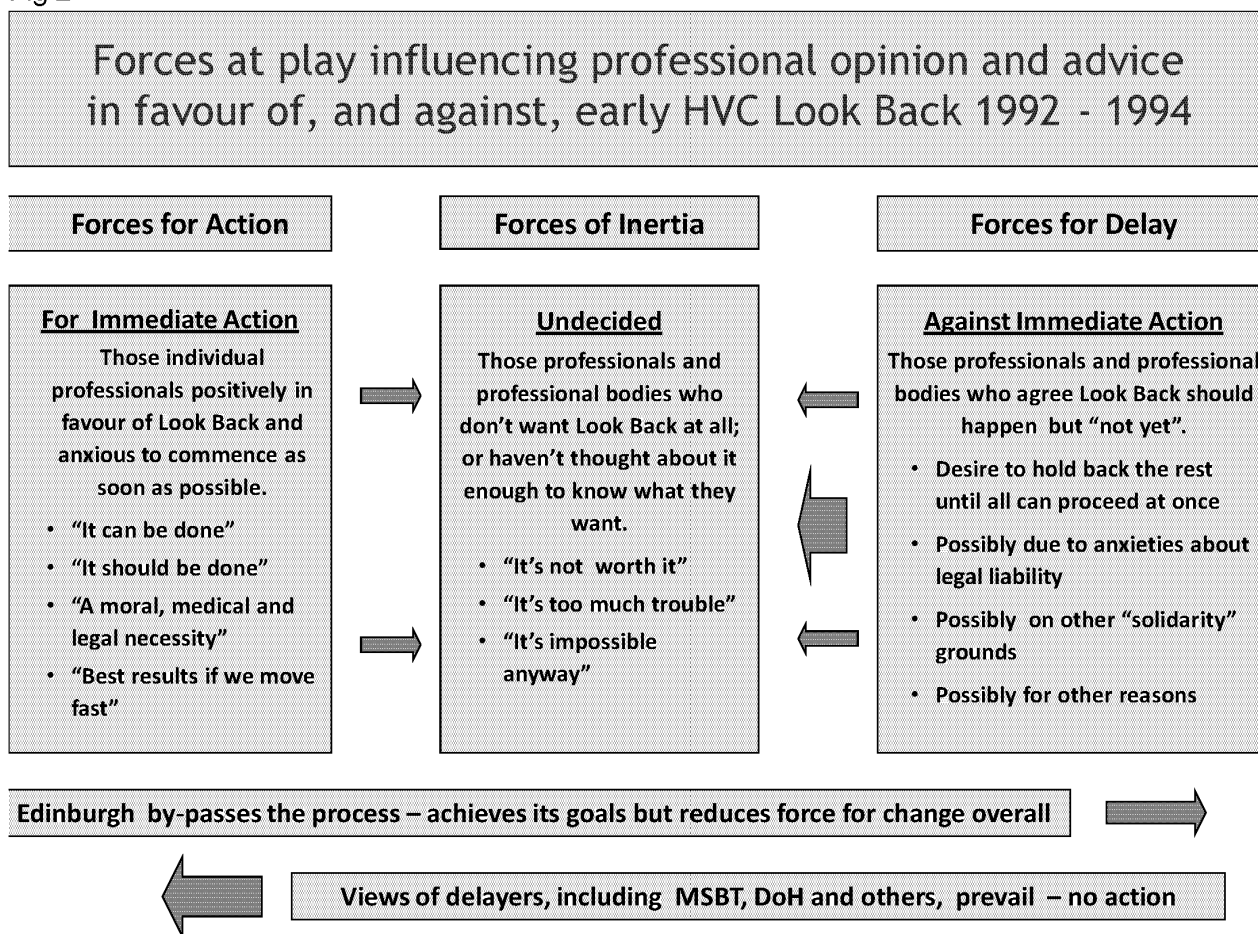 Forces at play influencing professional opinion and advice
in favour of, and against, early HVC Look Back 1992 - 1994
Forces for Action
Forces of Inertia
Forces for Delay
For Immediate Action
Those individual
professionals positively in
favour of Look Back and
anxious to commence as
soon as possible.
• “It can be done”
• “It should be done”
• “A moral, medical and
legal necessity”
• “Best results if we move
fast”
Undecided
Those professionals and
professional bodies who
don’t want Look Back at all;
or haven’t thought about it
enough to know what they
want.
• “It’s not worth it”
• “It’s too much trouble”
• “It’s impossible
anyway”
Against Immediate Action
Those professionals and professional
bodies who agree Look Back should
happen but “not yet”.
• Desire to hold back the rest
until all can proceed at once
• Possibly due to anxieties about
legal liability
• Possibly on other “solidarity”
grounds
• Possibly for other reasons
Edinburgh by-passes the process – achieves its goals but reduces force for change overall
Views of delayers, including MSBT, DoH and others, prevail – no action